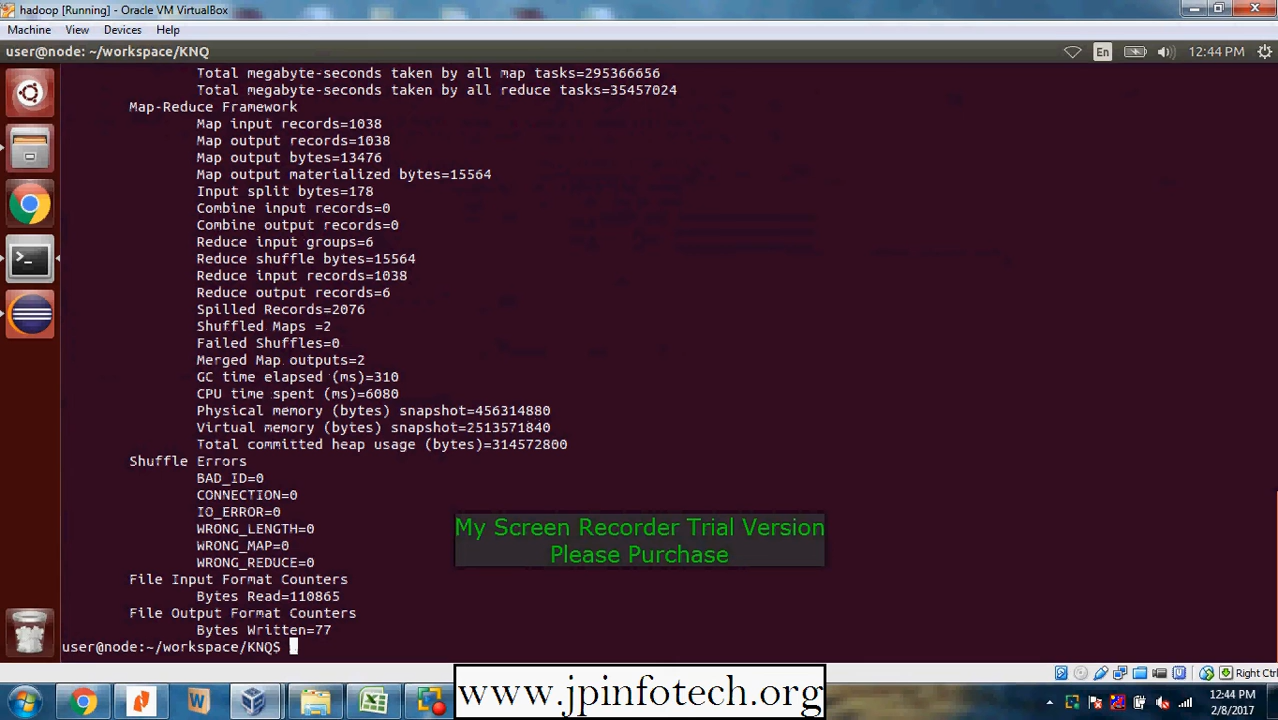 hadoop [Running] - Oracle VM VirtualBox
Machine View Devices Help
user@node: ~/workspace/KNQ
En
12:44 PM
Total megabyte-seconds taken by all map tasks=295366656
Total megabyte-seconds taken by all reduce tasks=35457024
Map-Reduce Framework
Map input records=1038
Map output records=1038
Map output bytes=13476
Map output materialized bytes=15564
Input split bytes=178
Combine input records=0
Combine output records=0
Reduce input groups=6
Reduce shuffle bytes=15564
Reduce input records=1038
Reduce output records=6
Spilled Records=2076
Shuffled Maps =2
Failed Shuffles=0
Merged Map outputs=2
GC time elapsed (ms)=310
CPU time spent (ms)=6080
Physical memory (bytes) snapshot=456314880
Virtual memory (bytes) snapshot=2513571840
Total committed heap usage (bytes)=314572800
Shuffle Errors
BAD_ID=0
CONNECTION=0
IO_ERROR=0
WRONG_LENGTH=0
WRONG_MAP=0
WRONG_REDUCE=0
File Input Format Counters
Bytes Read=110865
File Output Format Counters
Bytes Written=77
user@node:~/workspace/KNQ$
My Screen Recorder Trial Version
Please Purchase
Right Ctrl
www.jpinfotech.org
12:44 PM
2/8/2017